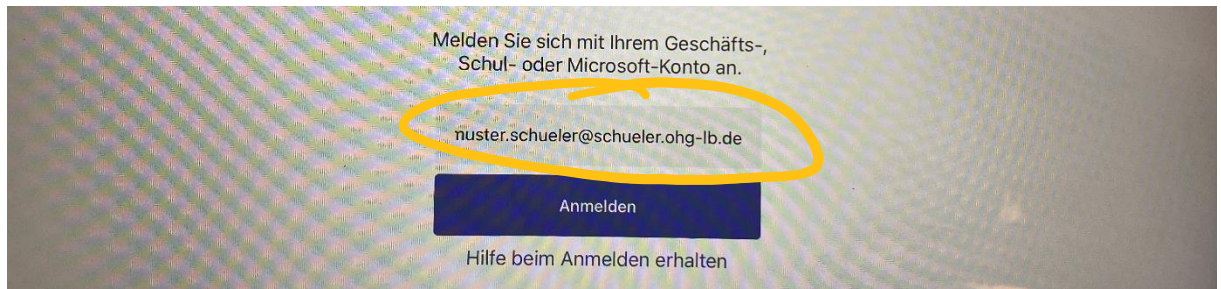 Melden Sie sich mit Ihrem Geschäfts-,
Schul- oder Microsoft-Konto an.
muster.schueler@schueler.ohg-lb.de
Anmelden
Hilfe beim Anmelden erhalten